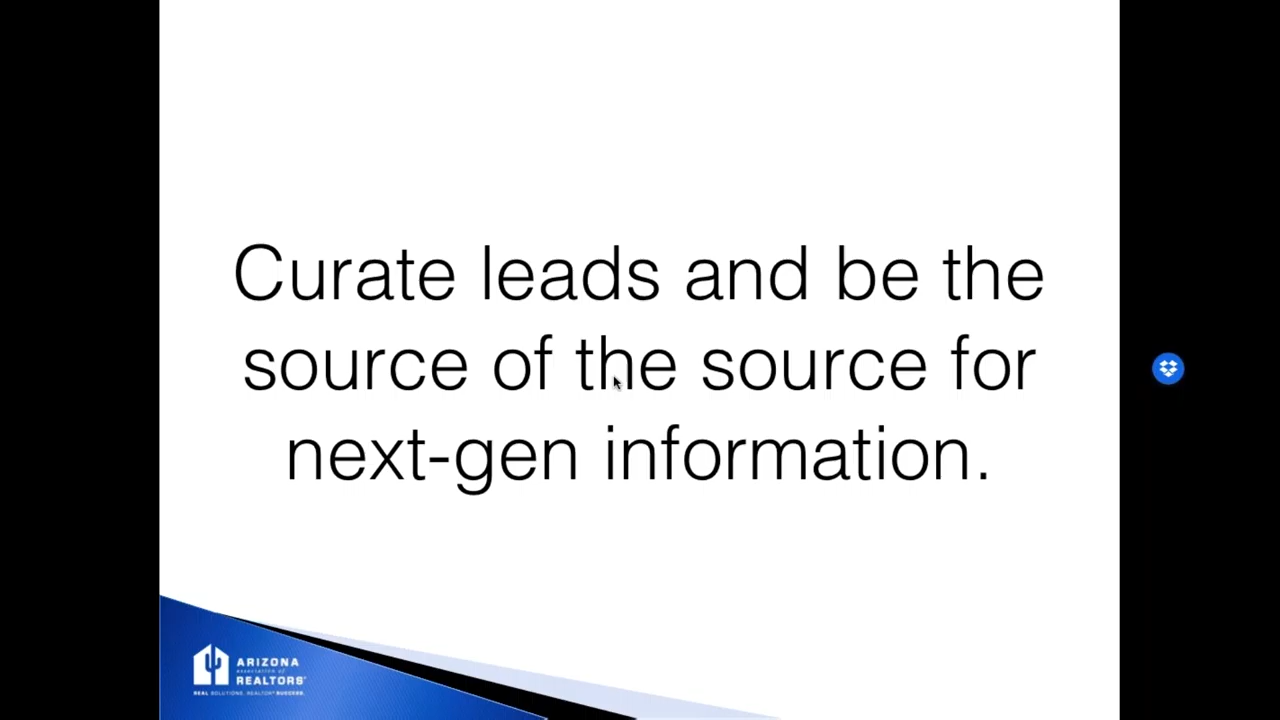 Curate leads and be the
source of the source for
next-gen information.
ARIZONA
association of
REALTORS®
REAL SOLUTIONS. REALTOR® SUCCESS.